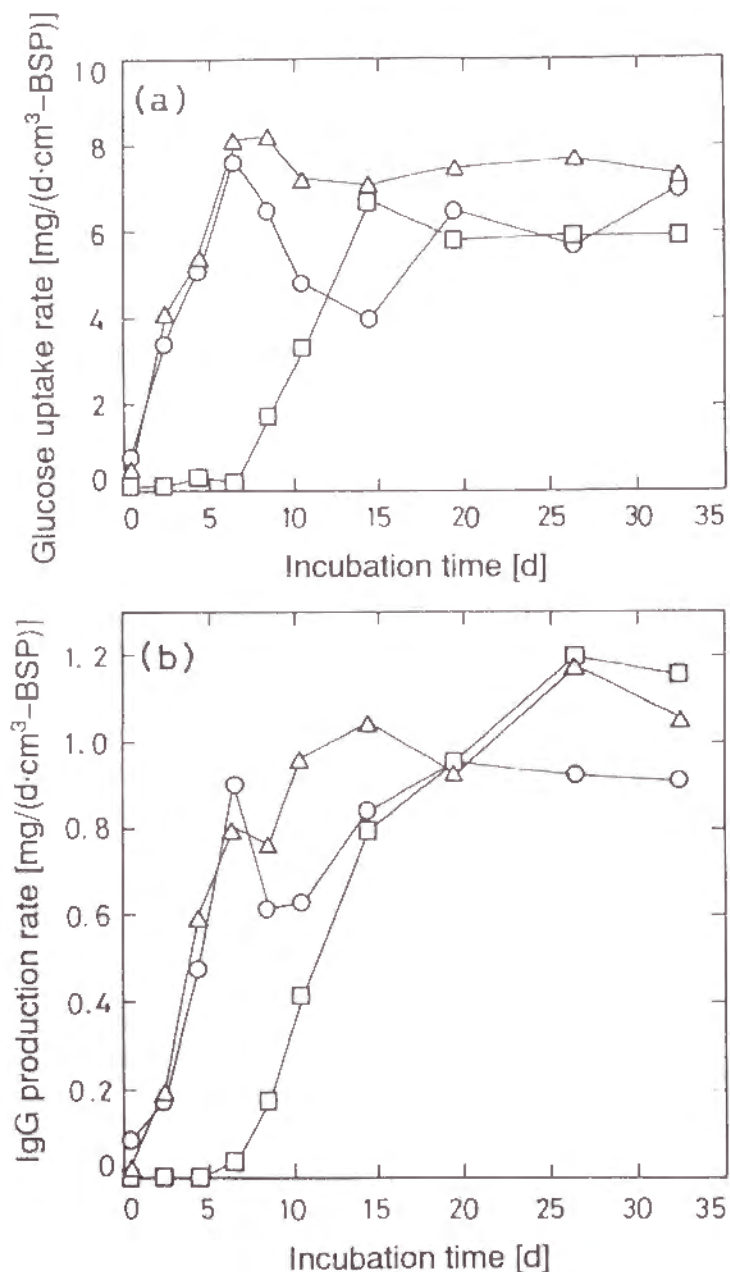 (a)
Glucose uptake rate [mg/(d·cm³–BSP)]
10
8
6
4
2
0
0 5 10 15 20 25 30 35
Incubation time [d]
(b)
IgG production rate [mg/(d·cm³–BSP)]
1.2
1.0
0.8
0.6
0.4
0.2
0
0 5 10 15 20 25 30 35
Incubation time [d]